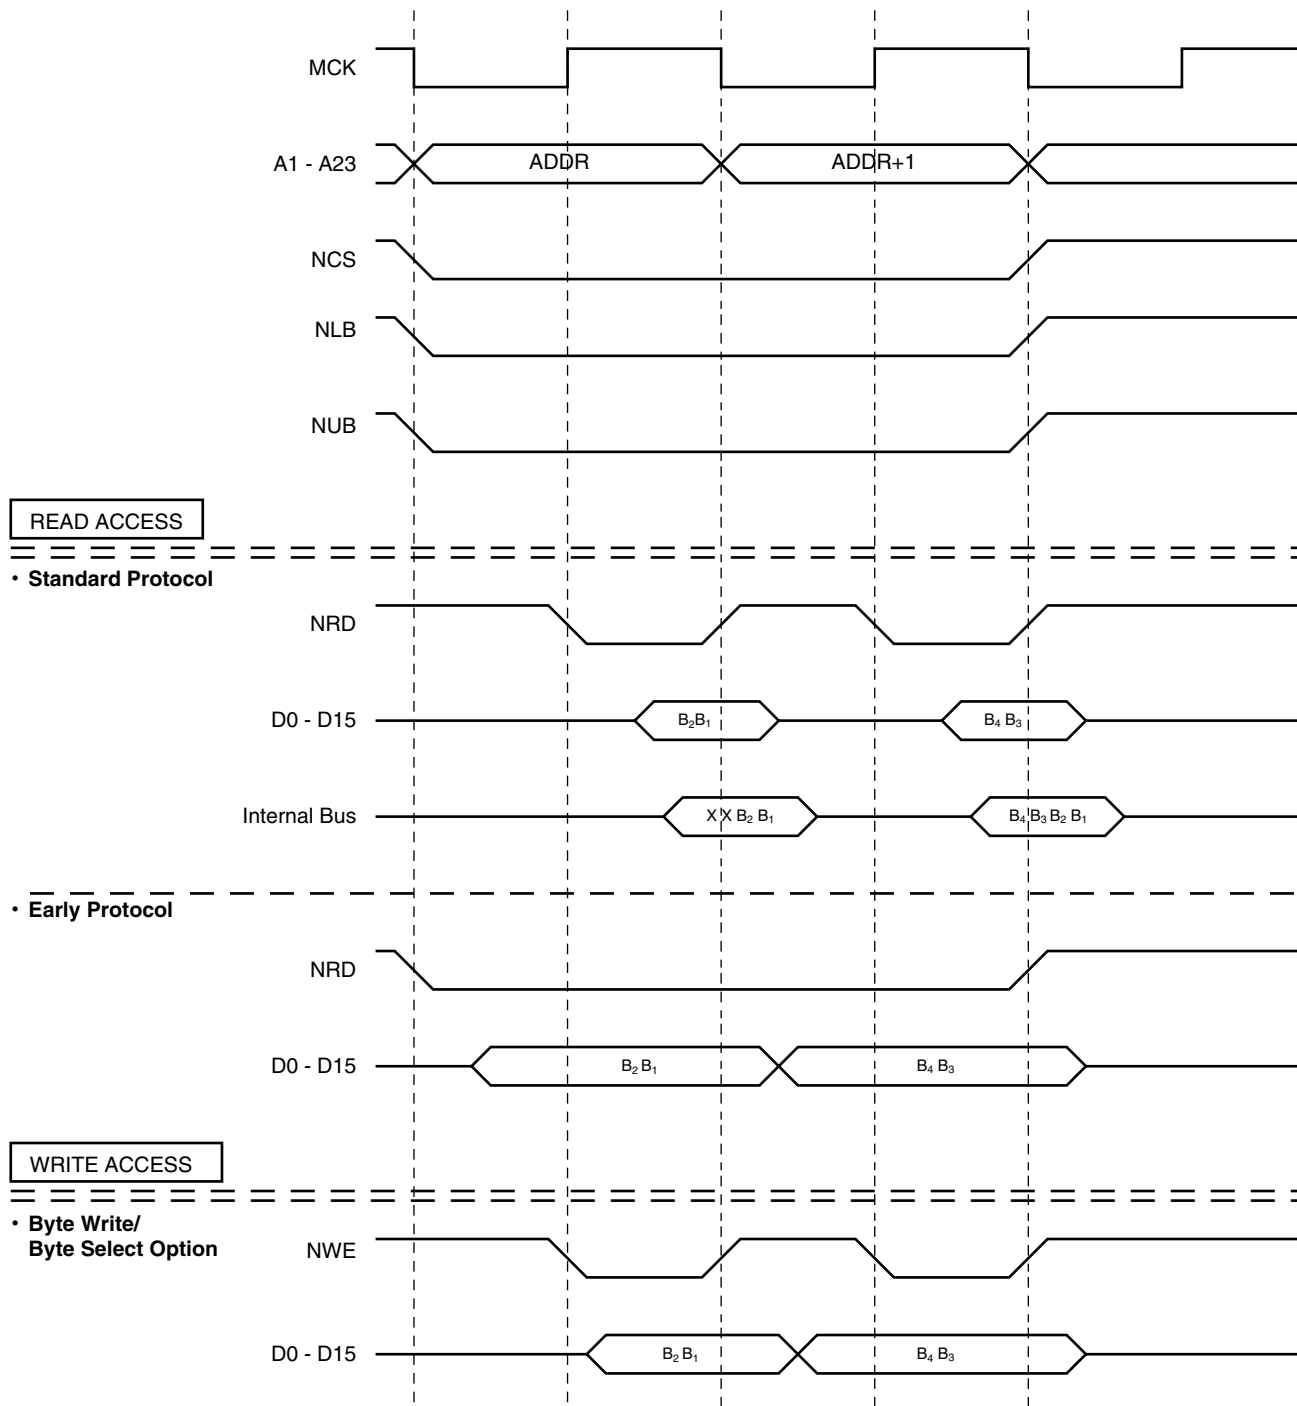 MCK
A1 - A23 ADDR ADDR+1
NCS
NLB
NUB
READ ACCESS
• Standard Protocol
NRD
D0 - D15 B₂B₁ B₄ B₃
Internal Bus X X B₂ B₁ B₄ B₃ B₂ B₁
• Early Protocol
NRD
D0 - D15 B₂ B₁ B₄ B₃
WRITE ACCESS
• Byte Write/
Byte Select Option NWE
D0 - D15 B₂ B₁ B₄ B₃